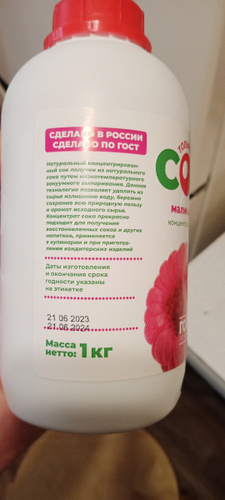 СДЕЛАНО В РОССИИ
СДЕЛАНО ПО ГОСТ
Натуральный концентрирован-
ный сок получен из натурального
сока путем низкотемпературного
вакуумного выпаривания. Данная
технология позволяет удалить из
сырья излишнюю воду, бережно
сохранив всю природную пользу
и аромат исходного сырья.
Концентрат сока прекрасно
подходит для получения
восстановленных соков и других
напитков, применяется
в кулинарии и при приготов-
лении кондитерских изделий
Даты изготовления
и окончания срока
годности указаны
на этикетке
21 06 2023
21 06 2024
Масса
нетто: 1 кг